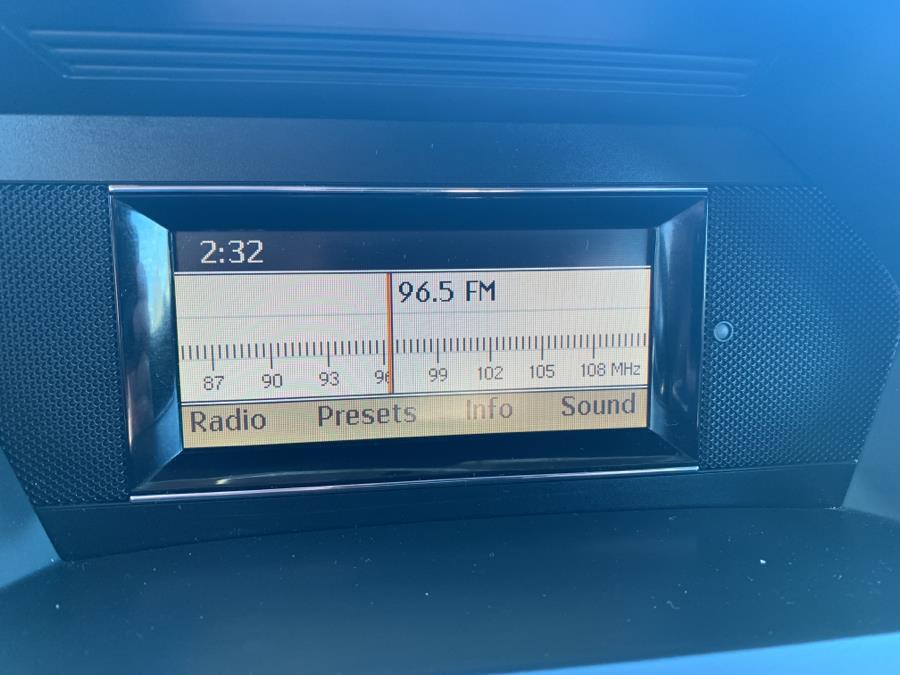 2:32
96.5 FM
87 90 93 96 99 102 105 108 MHz
Radio Presets Info Sound